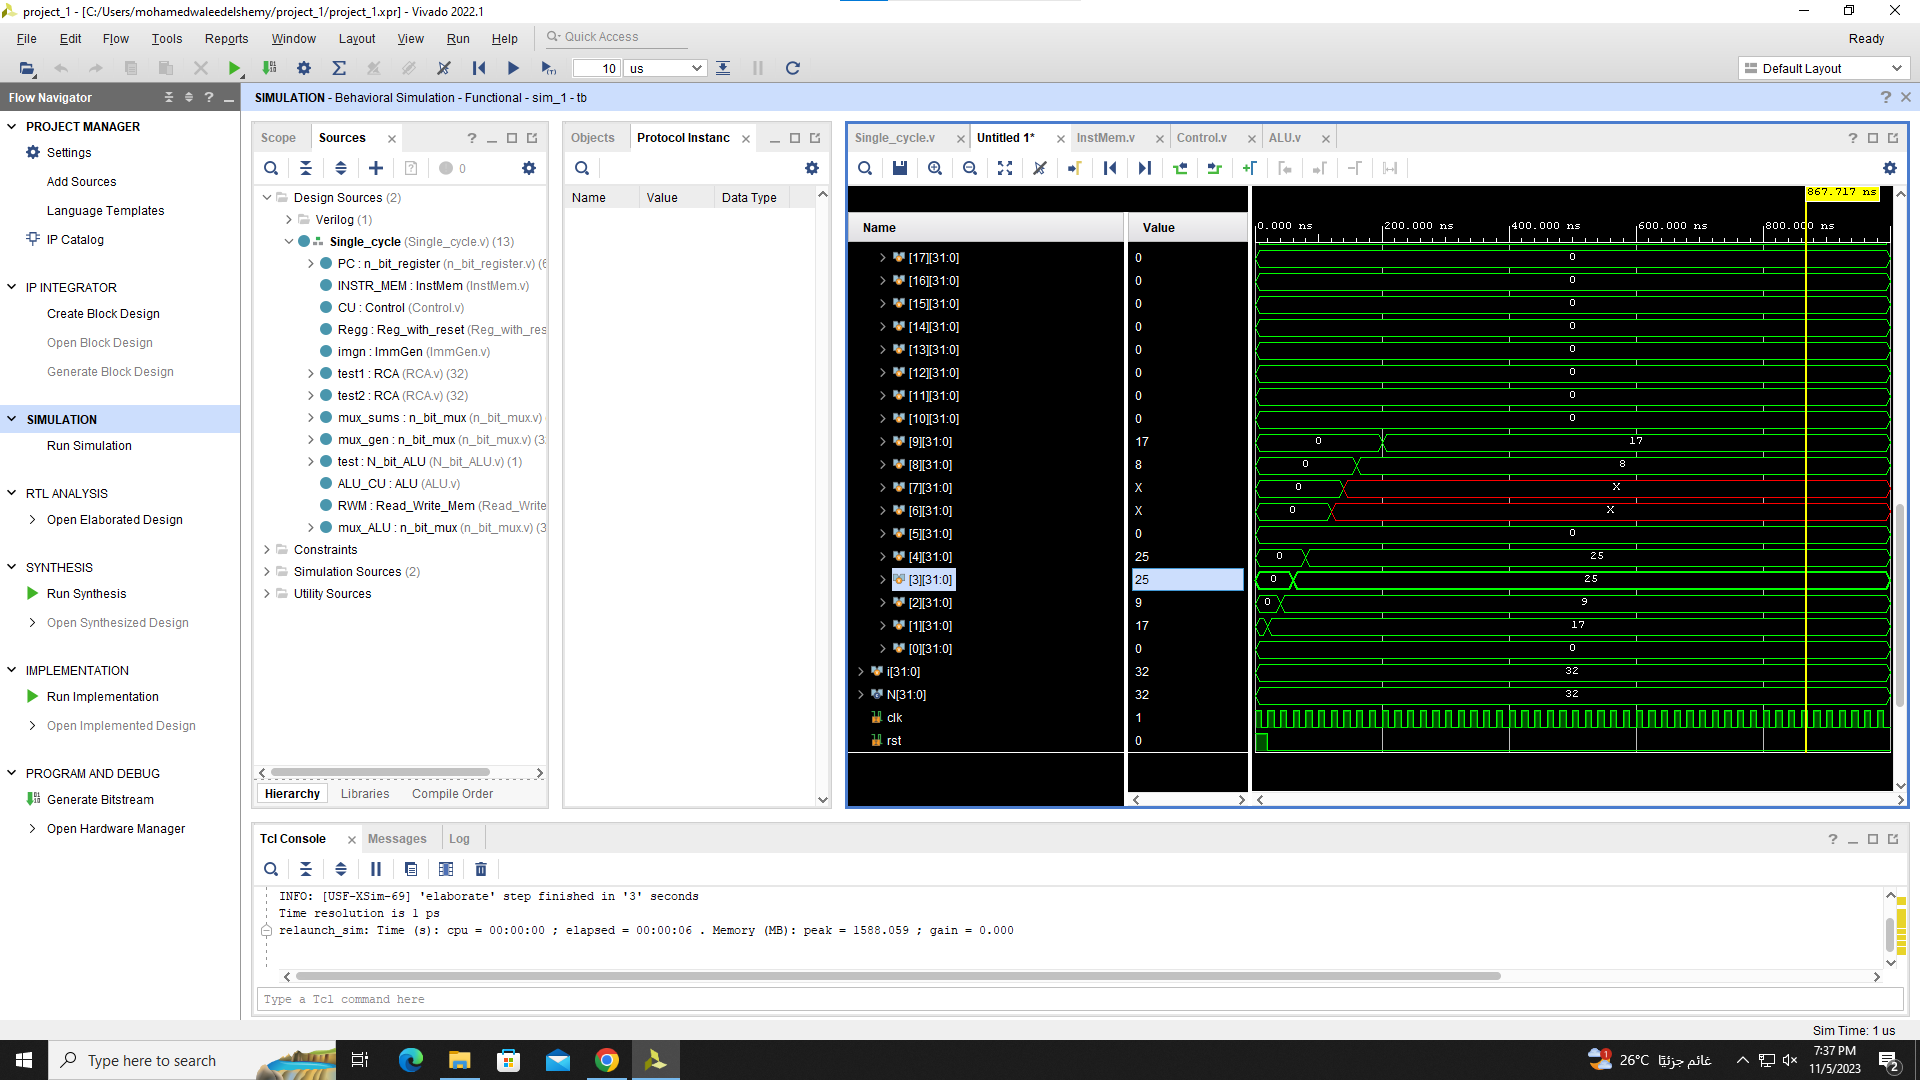 project_1 - [C:/Users/mohamedwaleedelshemy/project_1/project_1.xpr] - Vivado 2022.1
File Edit Flow Tools Reports Window Layout View Run Help Quick Access Ready
10 us Default Layout
Flow Navigator
SIMULATION - Behavioral Simulation - Functional - sim_1 - tb
PROJECT MANAGER
Settings
Add Sources
Language Templates
IP Catalog
IP INTEGRATOR
Create Block Design
Open Block Design
Generate Block Design
SIMULATION
Run Simulation
RTL ANALYSIS
Open Elaborated Design
SYNTHESIS
Run Synthesis
Open Synthesized Design
IMPLEMENTATION
Run Implementation
Open Implemented Design
PROGRAM AND DEBUG
Generate Bitstream
Open Hardware Manager
Scope Sources
0
Design Sources (2)
Verilog (1)
Single_cycle (Single_cycle.v) (13)
PC : n_bit_register (n_bit_register.v) (6
INSTR_MEM : InstMem (InstMem.v)
CU : Control (Control.v)
Regg : Reg_with_reset (Reg_with_res
imgn : ImmGen (ImmGen.v)
test1 : RCA (RCA.v) (32)
test2 : RCA (RCA.v) (32)
mux_sums : n_bit_mux (n_bit_mux.v)
mux_gen : n_bit_mux (n_bit_mux.v) (3
test : N_bit_ALU (N_bit_ALU.v) (1)
ALU_CU : ALU (ALU.v)
RWM : Read_Write_Mem (Read_Write
mux_ALU : n_bit_mux (n_bit_mux.v) (3
Constraints
Simulation Sources (2)
Utility Sources
Hierarchy Libraries Compile Order
Objects Protocol Instanc
Name Value Data Type
Single_cycle.v Untitled 1* InstMem.v Control.v ALU.v
867.717 ns
Name Value
0.000 ns 200.000 ns 400.000 ns 600.000 ns 800.000 ns
[17][31:0] 0 0
[16][31:0] 0 0
[15][31:0] 0 0
[14][31:0] 0 0
[13][31:0] 0 0
[12][31:0] 0 0
[11][31:0] 0 0
[10][31:0] 0 0
[9][31:0] 17 0 17
[8][31:0] 8 0 8
[7][31:0] X 0 X
[6][31:0] X 0 X
[5][31:0] 0 0
[4][31:0] 25 0 25
[3][31:0] 25 0 25
[2][31:0] 9 0 9
[1][31:0] 17 17
[0][31:0] 0 0
i[31:0] 32 32
N[31:0] 32 32
clk 1
rst 0
Tcl Console Messages Log
INFO: [USF-XSim-69] 'elaborate' step finished in '3' seconds
Time resolution is 1 ps
relaunch_sim: Time (s): cpu = 00:00:00 ; elapsed = 00:00:06 . Memory (MB): peak = 1588.059 ; gain = 0.000
Type a Tcl command here
Sim Time: 1 us
Type here to search
1 26°C غائم جزئيًا
7:37 PM
11/5/2023
2